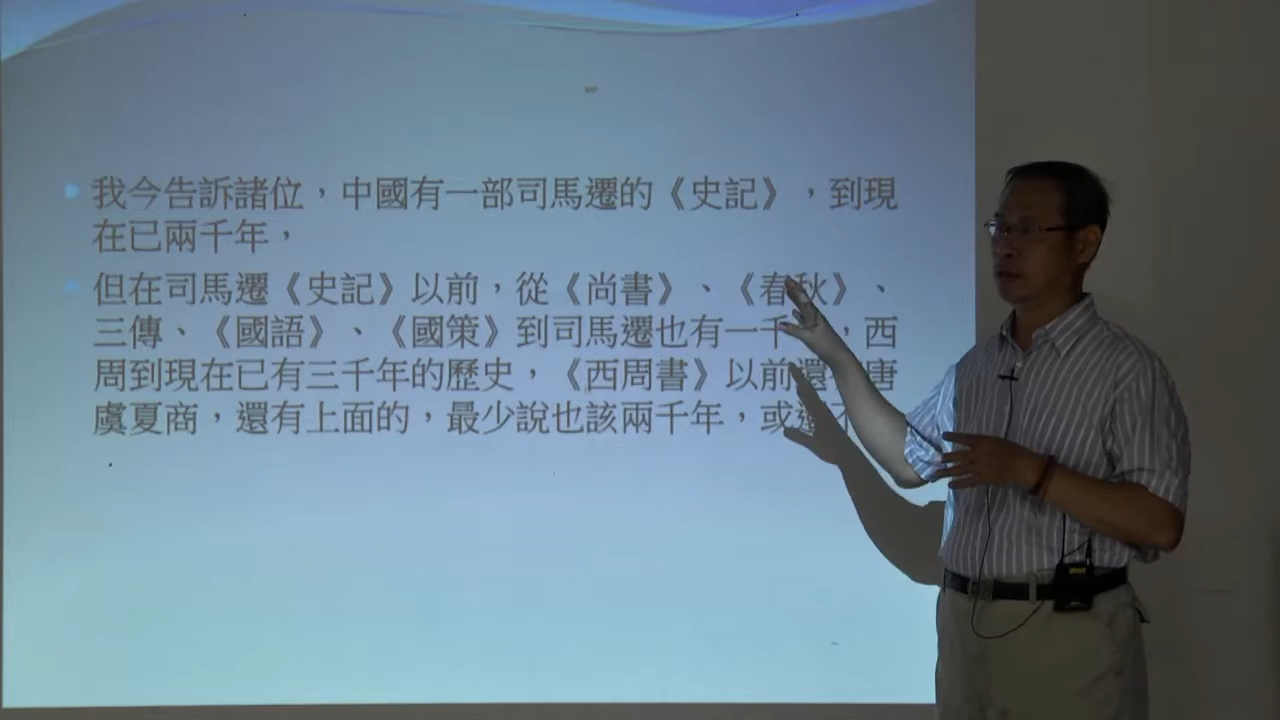 我今告訴諸位，中國有一部司馬遷的《史記》，到現
在已兩千年，
但在司馬遷《史記》以前，從《尚書》、《春秋》、
三傳、《國語》、《國策》到司馬遷也有一千，西
周到現在已有三千年的歷史，《西周書》以前還唐
虞夏商，還有上面的，最少說也該兩千年，或還不